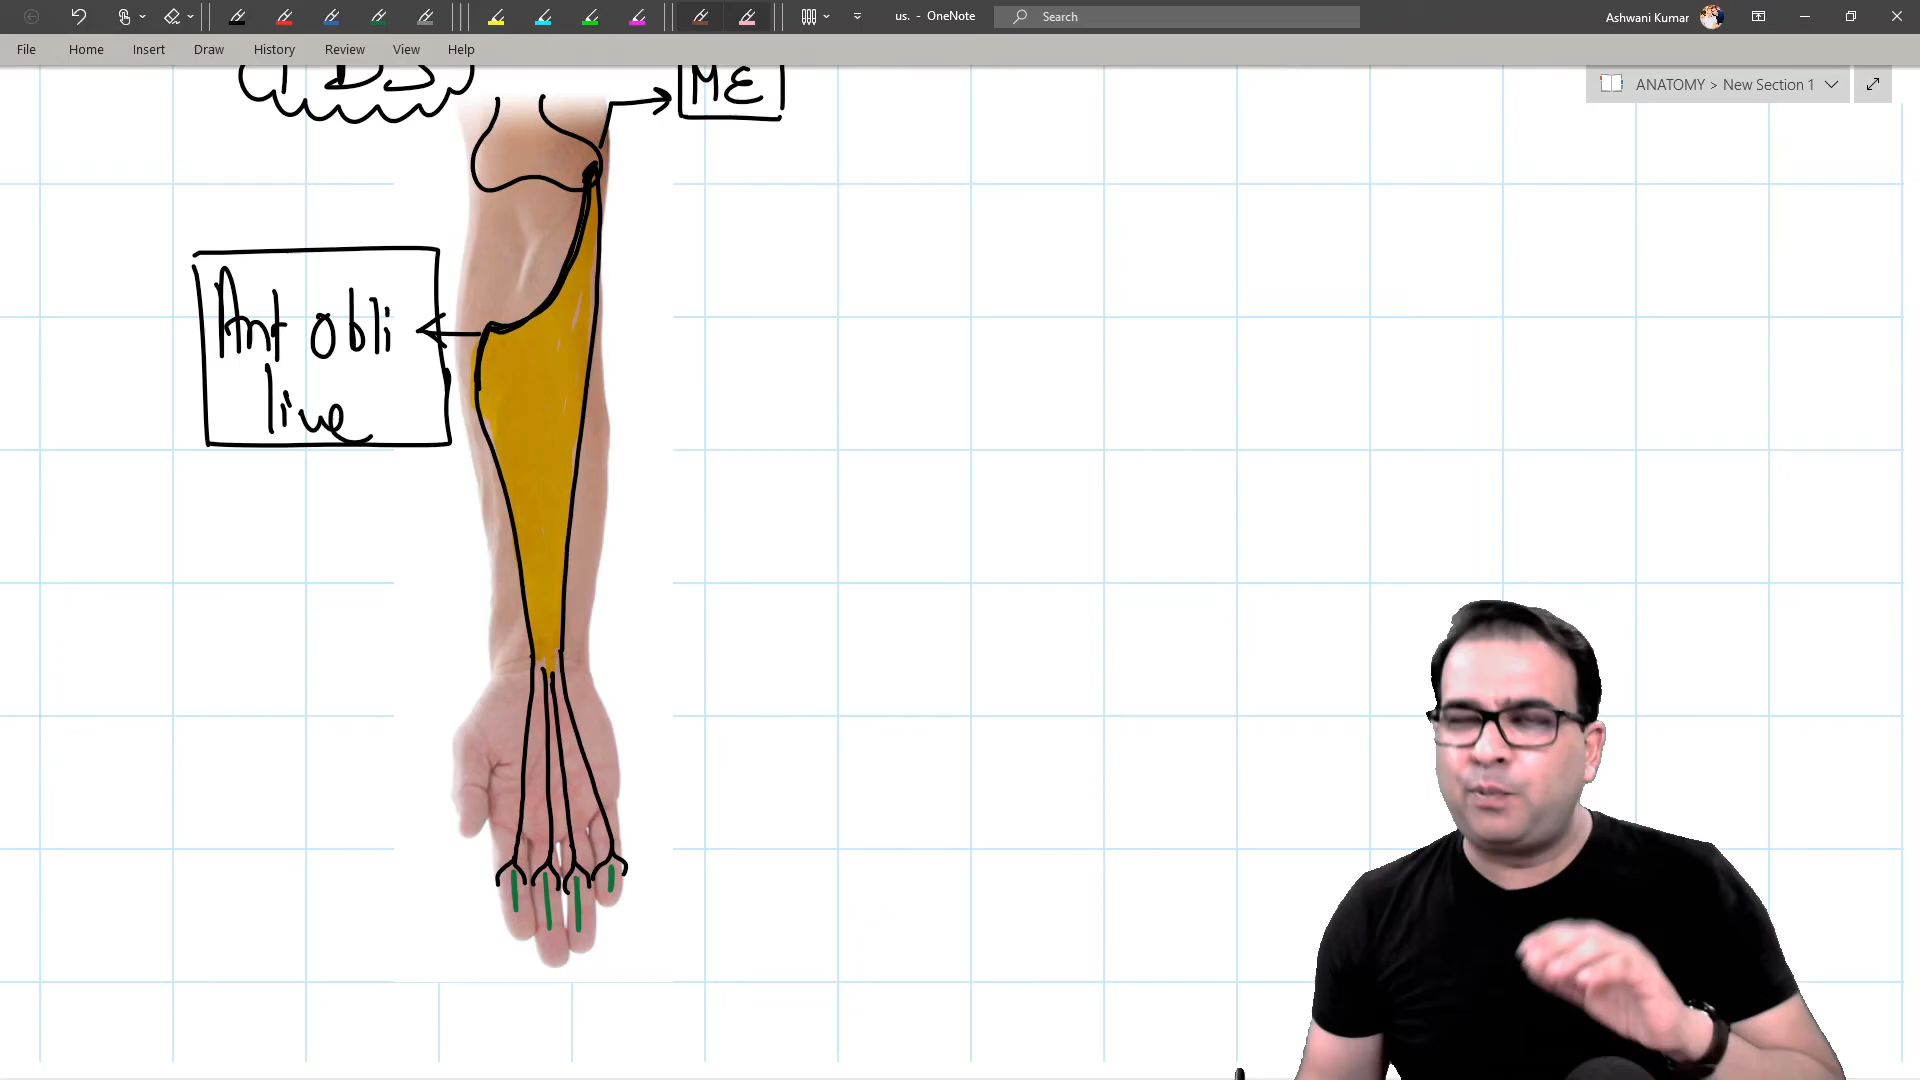 us. - OneNote
Search
Ashwani Kumar
File Home Insert Draw History Review View Help
ANATOMY > New Section 1
FDS
ME
Ant obli
line